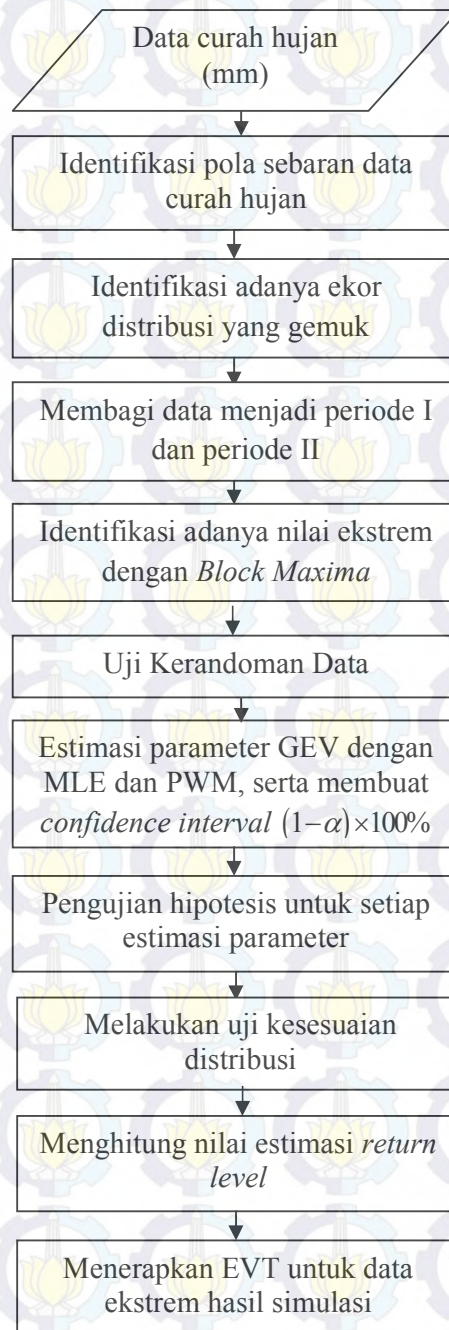 Data curah hujan
(mm)
Identifikasi pola sebaran data
curah hujan
Identifikasi adanya ekor
distribusi yang gemuk
Membagi data menjadi periode I
dan periode II
Identifikasi adanya nilai ekstrem
dengan Block Maxima
Uji Kerandoman Data
Estimasi parameter GEV dengan
MLE dan PWM, serta membuat
confidence interval (1−α)×100%
Pengujian hipotesis untuk setiap
estimasi parameter
Melakukan uji kesesuaian
distribusi
Menghitung nilai estimasi return
level
Menerapkan EVT untuk data
ekstrem hasil simulasi